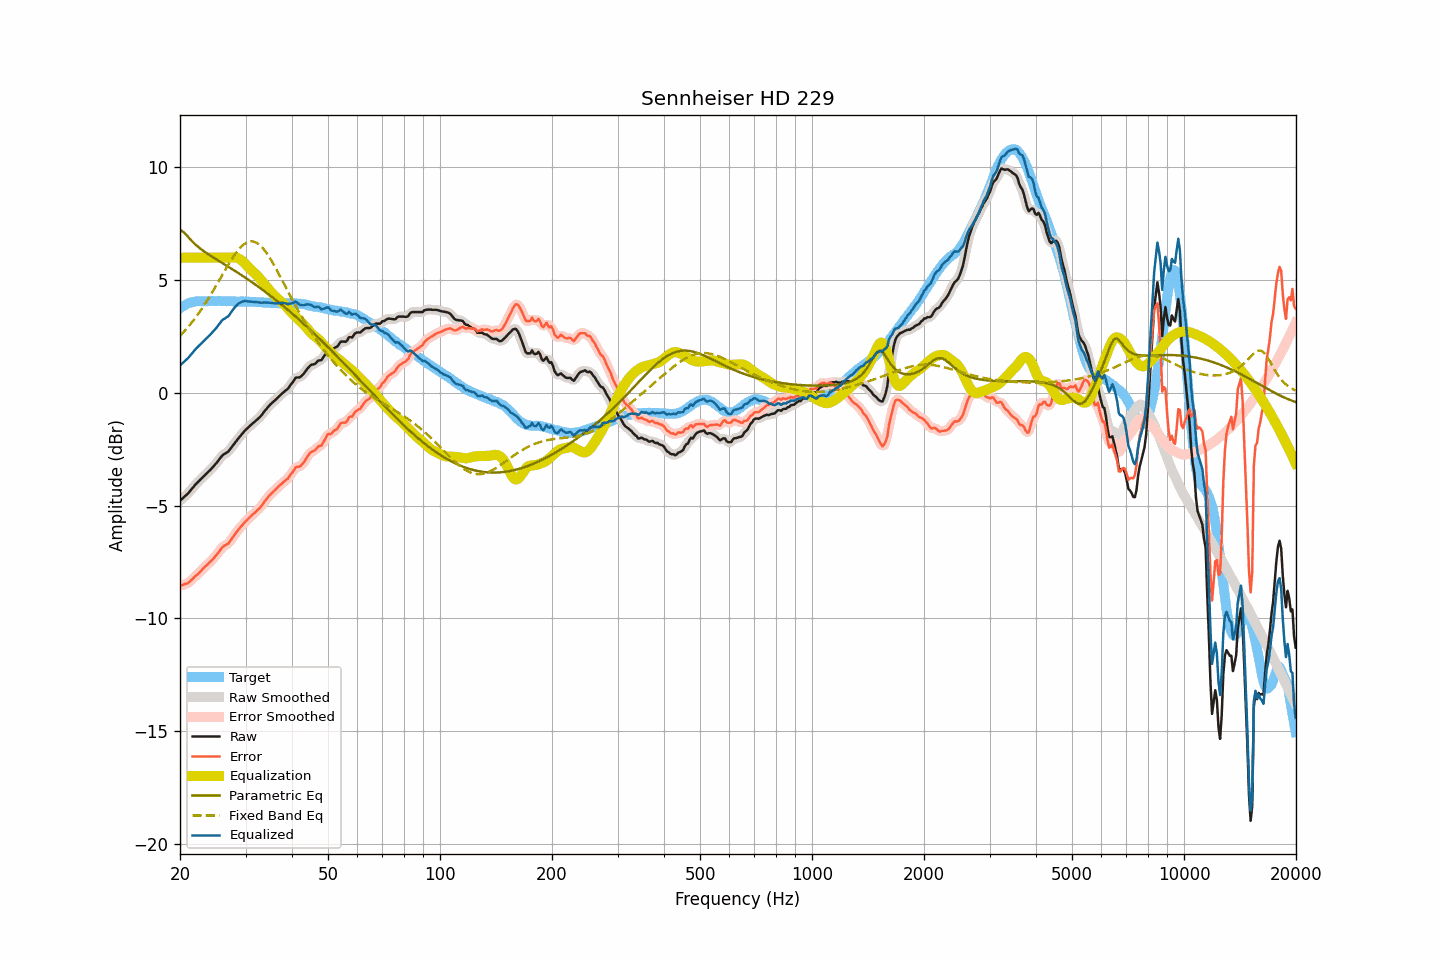 Sennheiser HD 229
10
5
0
−5
−10
−15
−20
Amplitude (dBr)
Target
Raw Smoothed
Error Smoothed
Raw
Error
Equalization
Parametric Eq
Fixed Band Eq
Equalized
20 50 100 200 500 1000 2000 5000 10000 20000
Frequency (Hz)